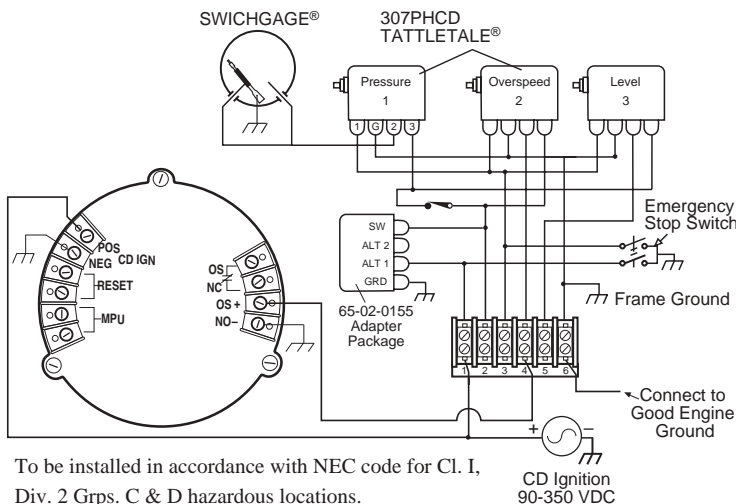 SWICHGAGE®
307PHCD
TATTLETALE®
Pressure
1
Overspeed
2
Level
3
1 G 2 3
Emergency
Stop Switch
SW
ALT 2
ALT 1
GRD
65-02-0155
Adapter
Package
Frame Ground
POS
NEG
CD IGN
RESET
MPU
OS
NC
OS +
NO–
1 2 3 4 5 6
Connect to
Good Engine
Ground
+ –
CD Ignition
90-350 VDC
To be installed in accordance with NEC code for Cl. I,
Div. 2 Grps. C & D hazardous locations.